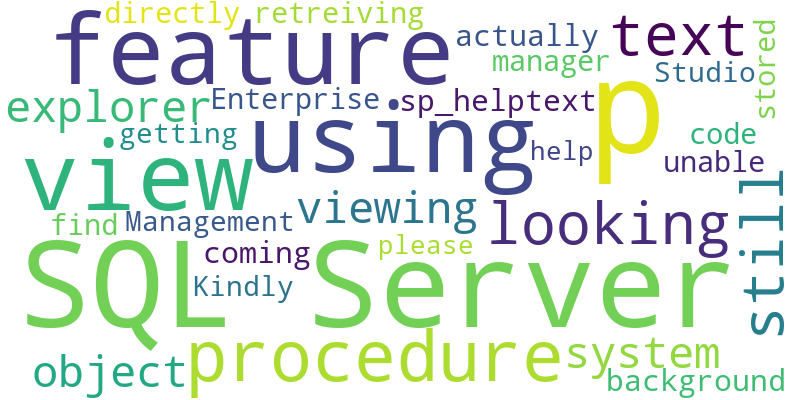 directly retreiving
feature
actually
text
stored
manager
Studio
explorer
Enterprise
sp_helptext
p
getting
using
help
code
unable
view
viewing
still
find
Management
looking
coming
please
SQL Server
Kindly
object
procedure
system
background